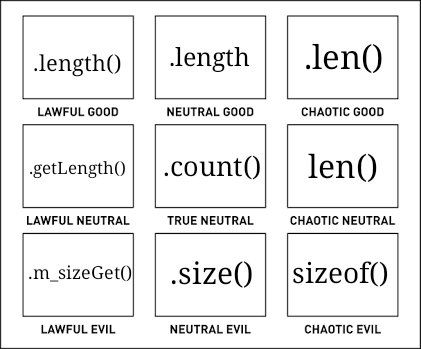 .length() .length .len()
LAWFUL GOOD NEUTRAL GOOD CHAOTIC GOOD
.getLength() .count() len()
LAWFUL NEUTRAL TRUE NEUTRAL CHAOTIC NEUTRAL
.m_sizeGet() .size() sizeof()
LAWFUL EVIL NEUTRAL EVIL CHAOTIC EVIL